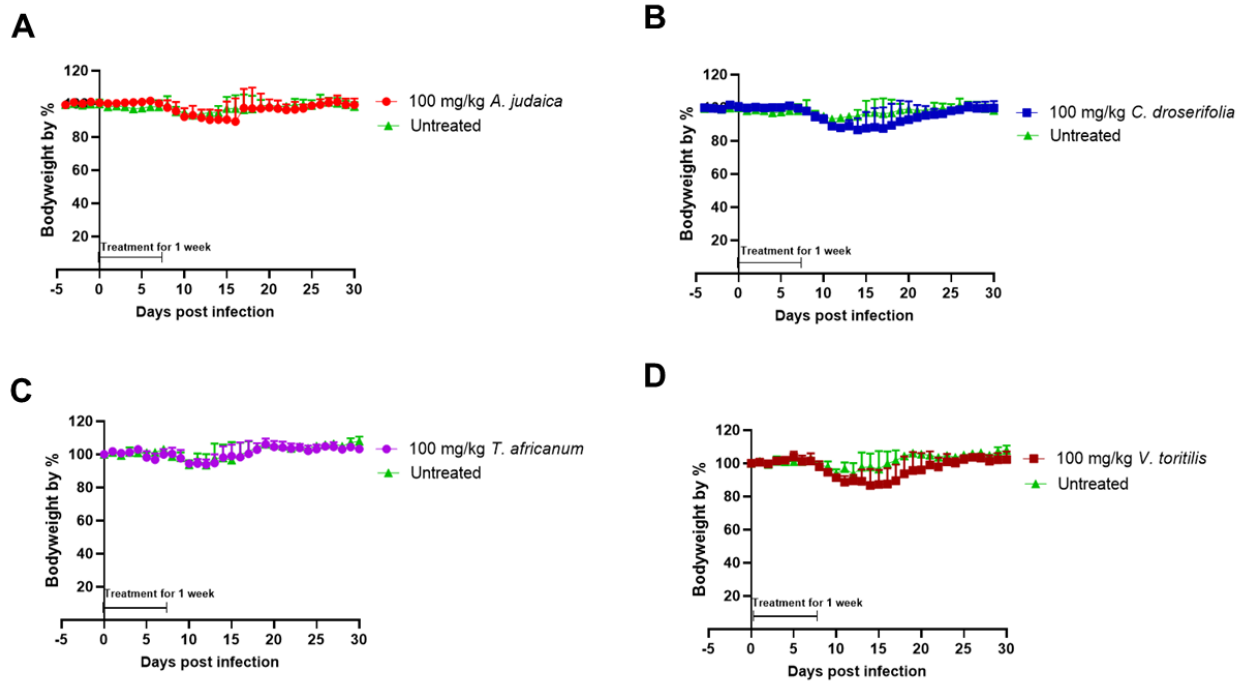 A
120
100
80
60
40
20
Bodyweight by %
Treatment for 1 week
-5 0 5 10 15 20 25 30
Days post infection
100 mg/kg A. judaica
Untreated
B
120
100
80
60
40
20
Bodyweight by %
Treatment for 1 week
-5 0 5 10 15 20 25 30
Days post infection
100 mg/kg C. droserifolia
Untreated
C
120
100
80
60
40
20
Bodyweight by %
Treatment for 1 week
-5 0 5 10 15 20 25 30
Days post infection
100 mg/kg T. africanum
Untreated
D
120
100
80
60
40
20
Bodyweight by %
Treatment for 1 week
-5 0 5 10 15 20 25 30
Days post infection
100 mg/kg V. toritilis
Untreated